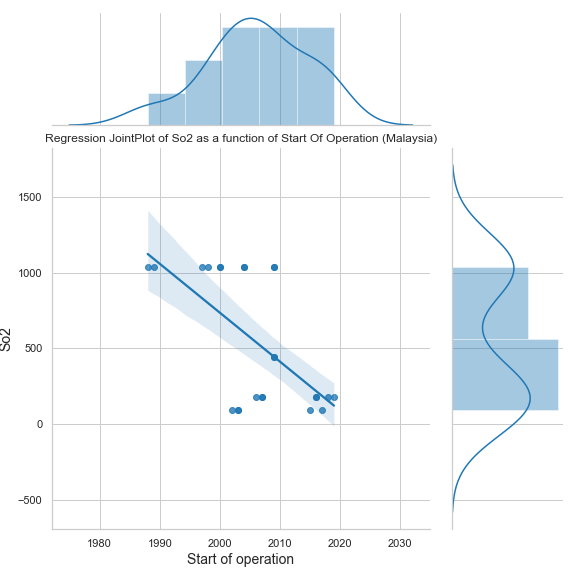 Regression JointPlot of So2 as a function of Start Of Operation (Malaysia)
1500
1000
500
0
−500
So2
1980 1990 2000 2010 2020 2030
Start of operation